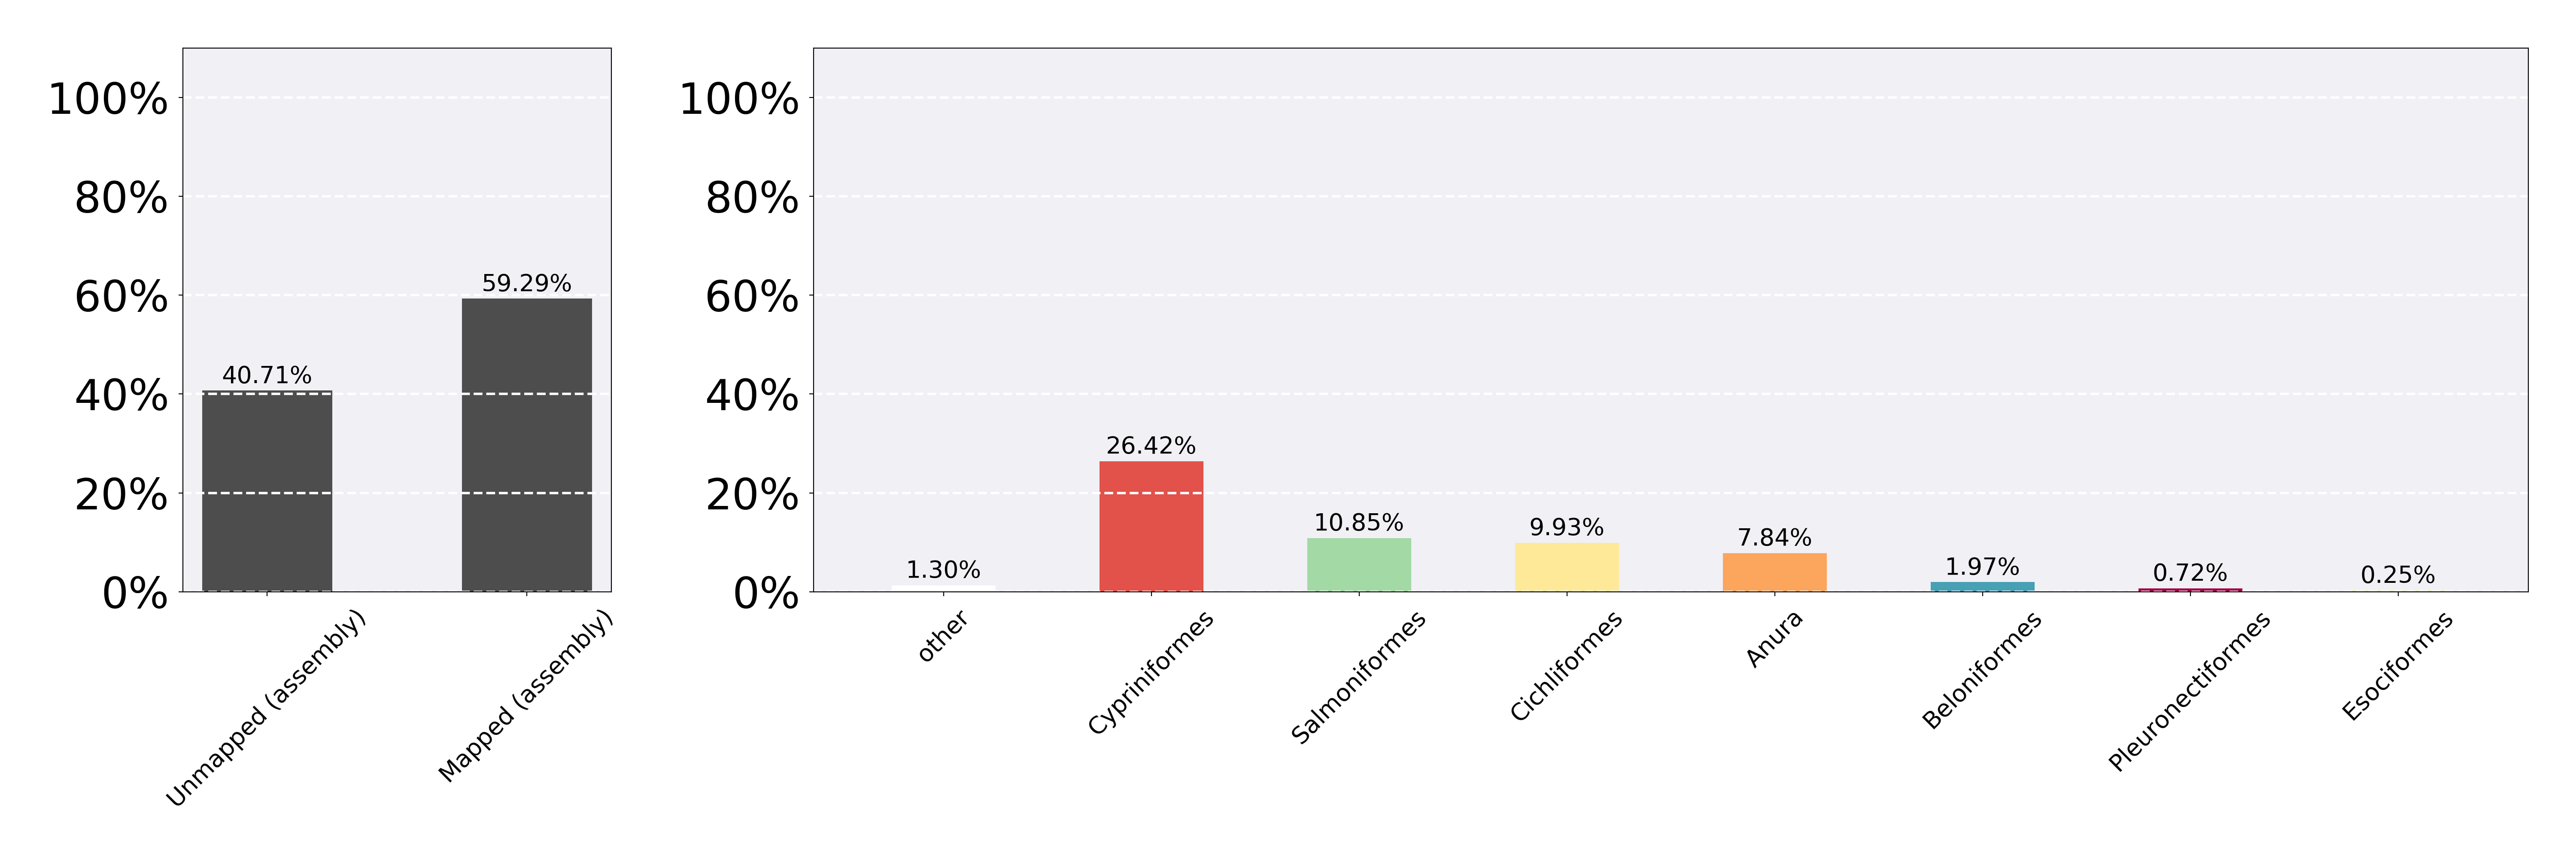 100%
80%
60%
40%
20%
0%
40.71%
59.29%
Unmapped (assembly)
Mapped (assembly)
100%
80%
60%
40%
20%
0%
1.30%
26.42%
10.85%
9.93%
7.84%
1.97%
0.72%
0.25%
other
Cypriniformes
Salmoniformes
Cichliformes
Anura
Beloniformes
Pleuronectiformes
Esociformes